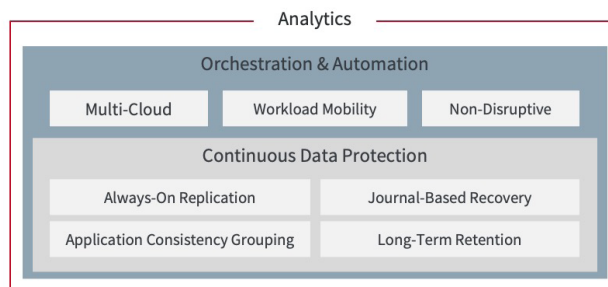 Analytics
Orchestration & Automation
Multi-Cloud
Workload Mobility
Non-Disruptive
Continuous Data Protection
Always-On Replication
Journal-Based Recovery
Application Consistency Grouping
Long-Term Retention